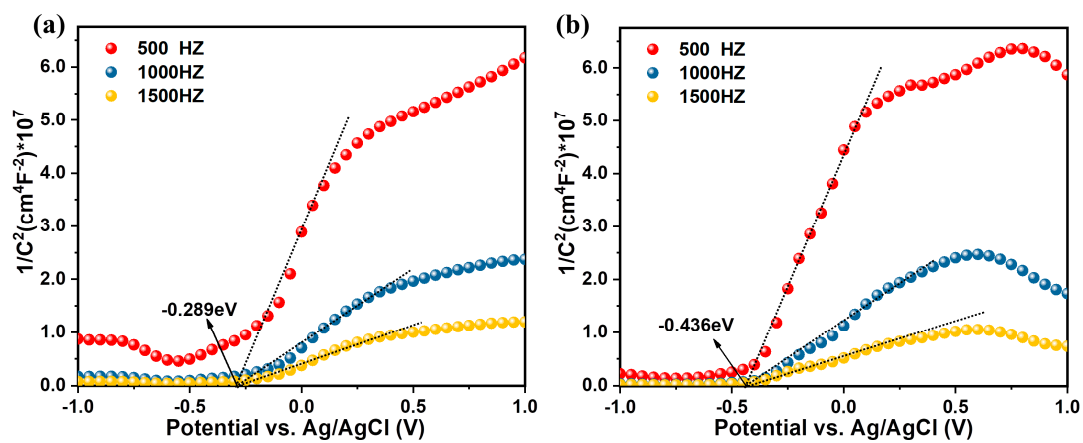 (a)
500 HZ
1000HZ
1500HZ
1/C²(cm⁴F⁻²)*10⁷
6.0
5.0
4.0
3.0
2.0
1.0
0.0
-0.289eV
-1.0 -0.5 0.0 0.5 1.0
Potential vs. Ag/AgCl (V)
(b)
500 HZ
1000HZ
1500HZ
1/C²(cm⁴F⁻²)*10⁷
6.0
5.0
4.0
3.0
2.0
1.0
0.0
-0.436eV
-1.0 -0.5 0.0 0.5 1.0
Potential vs. Ag/AgCl (V)